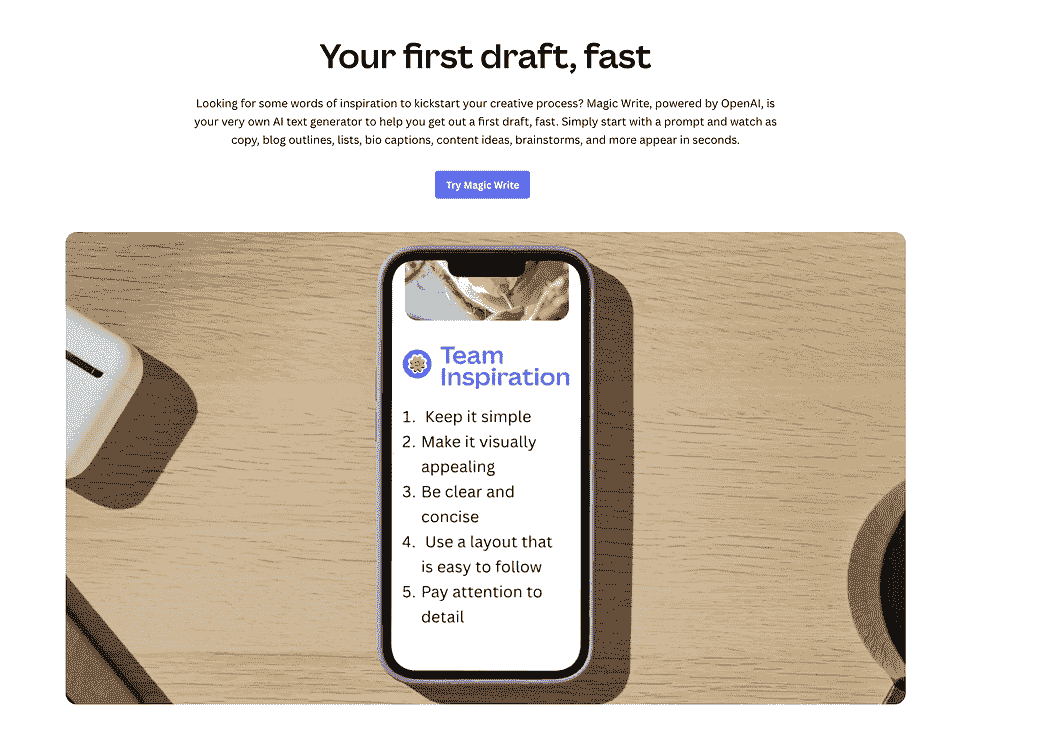 Your first draft, fast
Looking for some words of inspiration to kickstart your creative process? Magic Write, powered by OpenAI, is
your very own AI text generator to help you get out a first draft, fast. Simply start with a prompt and watch as
copy, blog outlines, lists, bio captions, content ideas, brainstorms, and more appear in seconds.
Try Magic Write
Team
Inspiration
1. Keep it simple
2. Make it visually
appealing
3. Be clear and
concise
4. Use a layout that
is easy to follow
5. Pay attention to
detail